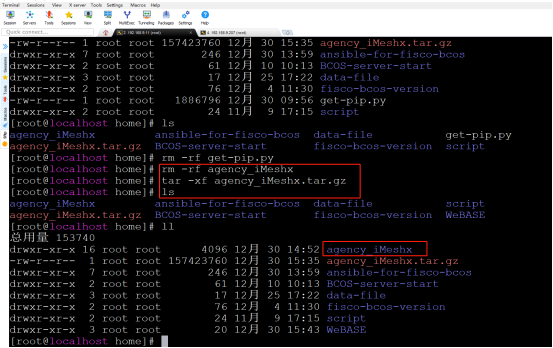 Terminal Sessions View X server Tools Settings Macros Help
Session Servers Tools Sessions View Split MultiExec Tunneling Packages Settings Help
Quick connect...
2. 192.168.9.11 (root) 4. 192.168.9.207 (root)
-rw-r--r-- 1 root root 157423760 12月 30 15:35 agency_iMeshx.tar.gz
drwxr-xr-x 7 root root 246 12月 30 13:59 ansible-for-fisco-bcos
drwxr-xr-x 2 root root 61 12月 10 10:13 BCOS-server-start
drwxr-xr-x 3 root root 17 12月 25 17:22 data-file
drwxr-xr-x 2 root root 76 12月 4 11:30 fisco-bcos-version
-rw-r--r-- 1 root root 1886796 12月 30 09:56 get-pip.py
drwxr-xr-x 2 root root 24 11月 9 17:15 script
[root@localhost home]# ls
agency_iMeshx ansible-for-fisco-bcos data-file get-pip.py
agency_iMeshx.tar.gz BCOS-server-start fisco-bcos-version script
[root@localhost home]# rm -rf get-pip.py
[root@localhost home]# rm -rf agency_iMeshx
[root@localhost home]# tar -xf agency_iMeshx.tar.gz
[root@localhost home]# ls
agency_iMeshx ansible-for-fisco-bcos data-file script
agency_iMeshx.tar.gz BCOS-server-start fisco-bcos-version WeBASE
[root@localhost home]# ll
总用量 153740
drwxr-xr-x 16 root root 4096 12月 30 14:52 agency_iMeshx
-rw-r--r-- 1 root root 157423760 12月 30 15:35 agency_iMeshx.tar.gz
drwxr-xr-x 7 root root 246 12月 30 13:59 ansible-for-fisco-bcos
drwxr-xr-x 2 root root 61 12月 10 10:13 BCOS-server-start
drwxr-xr-x 3 root root 17 12月 25 17:22 data-file
drwxr-xr-x 2 root root 76 12月 4 11:30 fisco-bcos-version
drwxr-xr-x 2 root root 24 11月 9 17:15 script
drwxr-xr-x 3 root root 20 12月 30 15:43 WeBASE
[root@localhost home]#